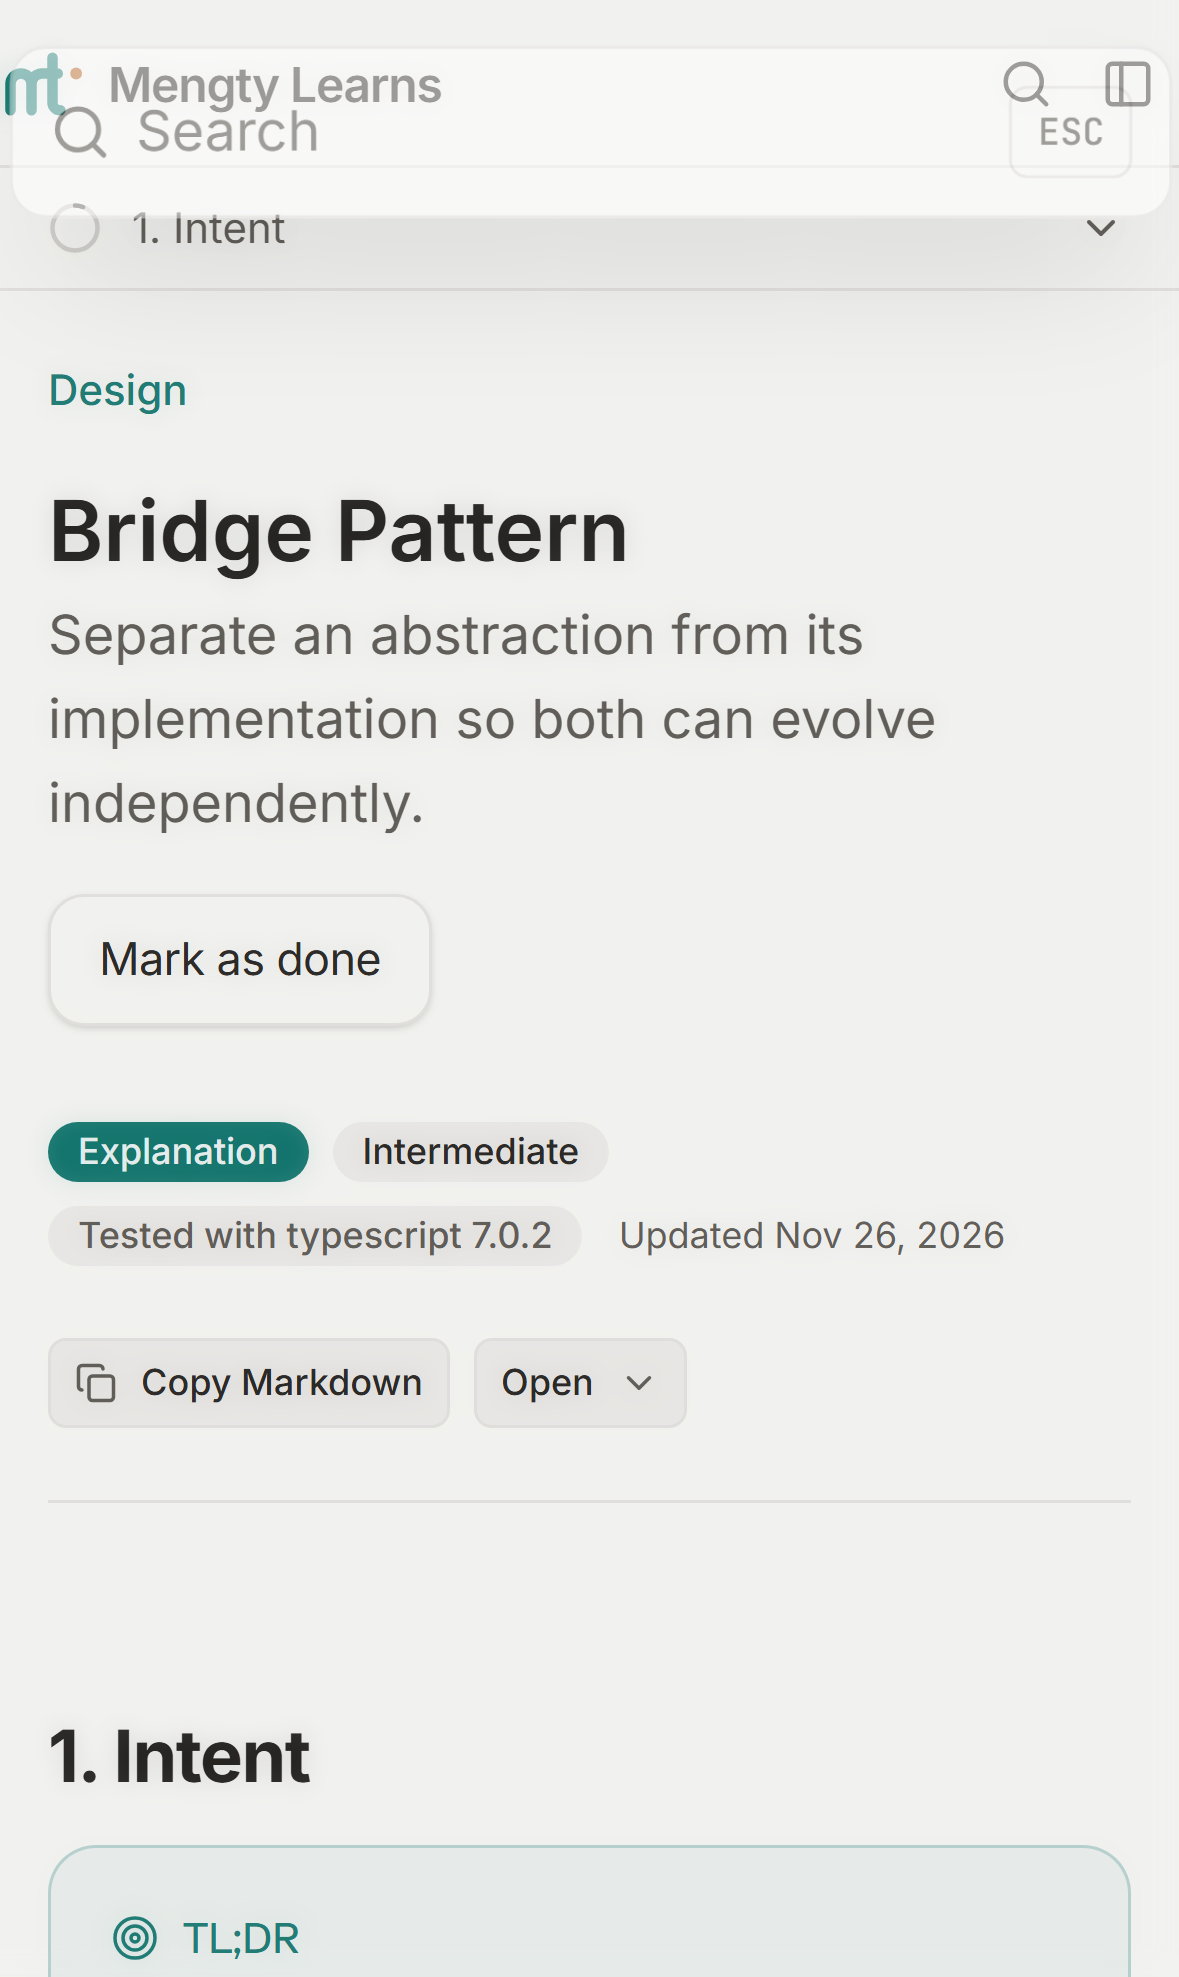 mt
Mengty Learns
Search
ESC
1. Intent
Design
Bridge Pattern
Separate an abstraction from its
implementation so both can evolve
independently.
Mark as done
Explanation
Intermediate
Tested with typescript 7.0.2
Updated Nov 26, 2026
Copy Markdown
Open
1. Intent
TL;DR